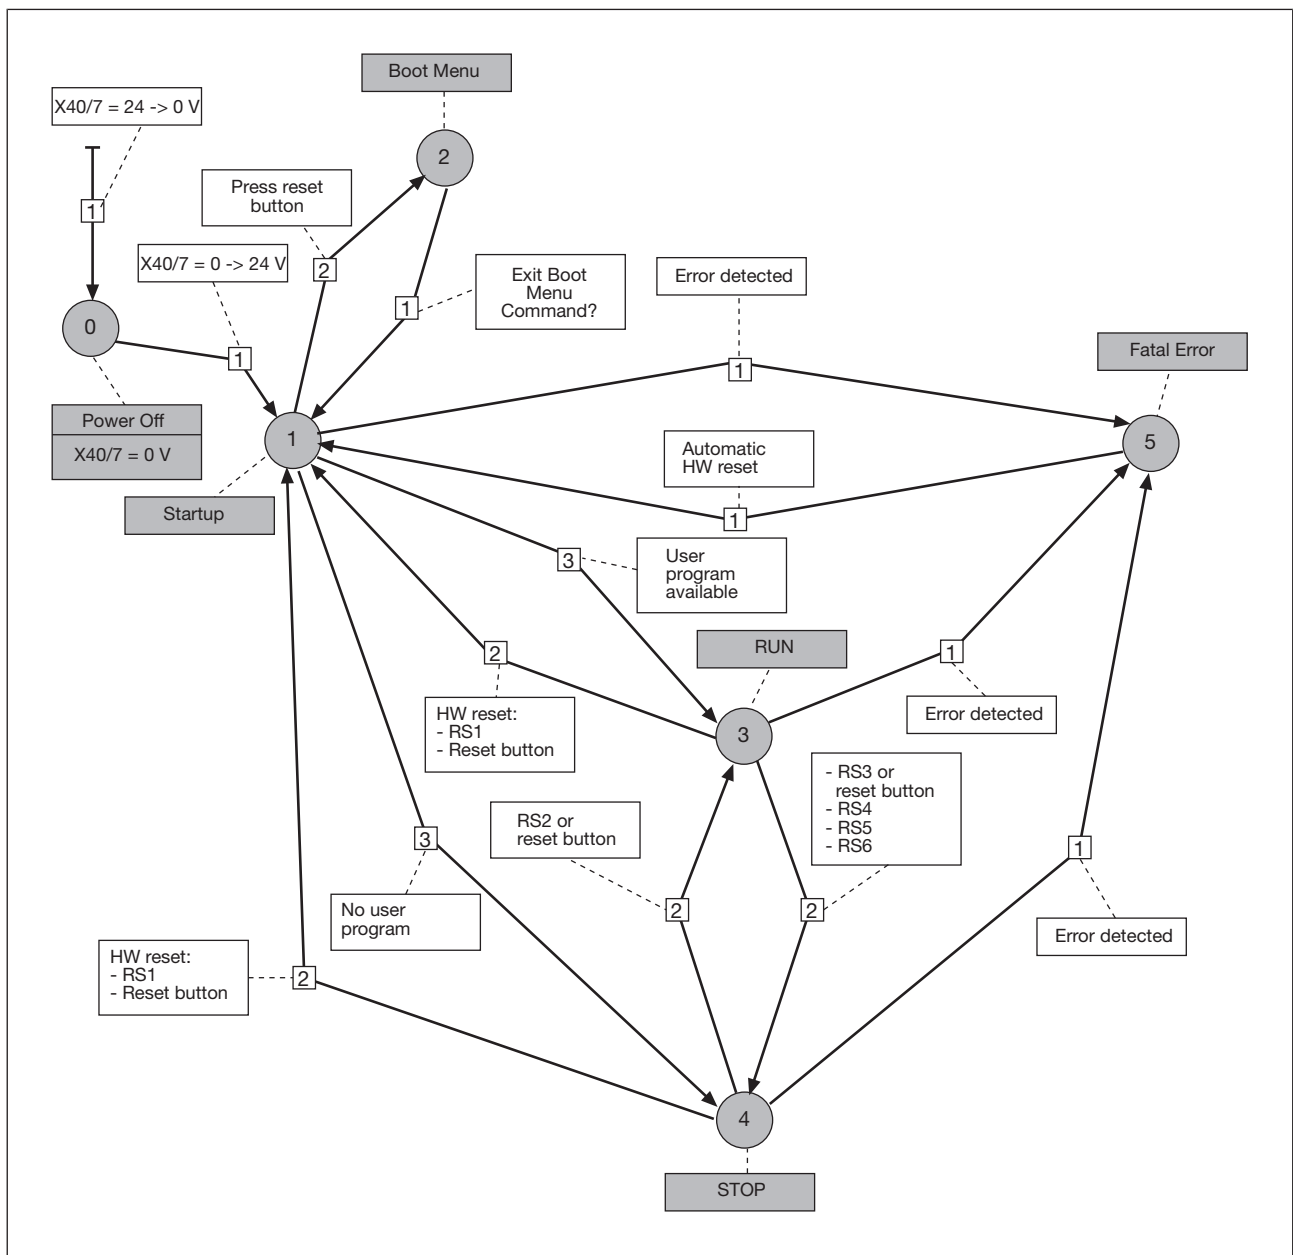 Boot Menu
X40/7 = 24 -> 0 V
2
Press reset
button
1
X40/7 = 0 -> 24 V
2
Exit Boot
Menu
Command?
Error detected
1
0
1
1
Fatal Error
Power Off
X40/7 = 0 V
1
5
Automatic
HW reset
Startup
1
3
User
program
available
2
RUN
1
HW reset:
- RS1
- Reset button
Error detected
3
- RS3 or
reset button
- RS4
- RS5
- RS6
RS2 or
reset button
3
1
2
2
No user
program
Error detected
HW reset:
- RS1
- Reset button
2
4
STOP